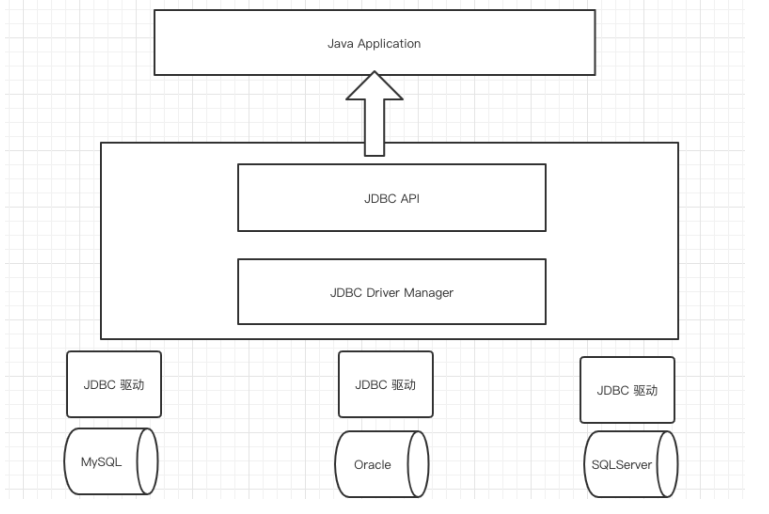 Java Application
JDBC API
JDBC Driver Manager
JDBC 驱动
JDBC 驱动
JDBC 驱动
MySQL
Oracle
SQLServer